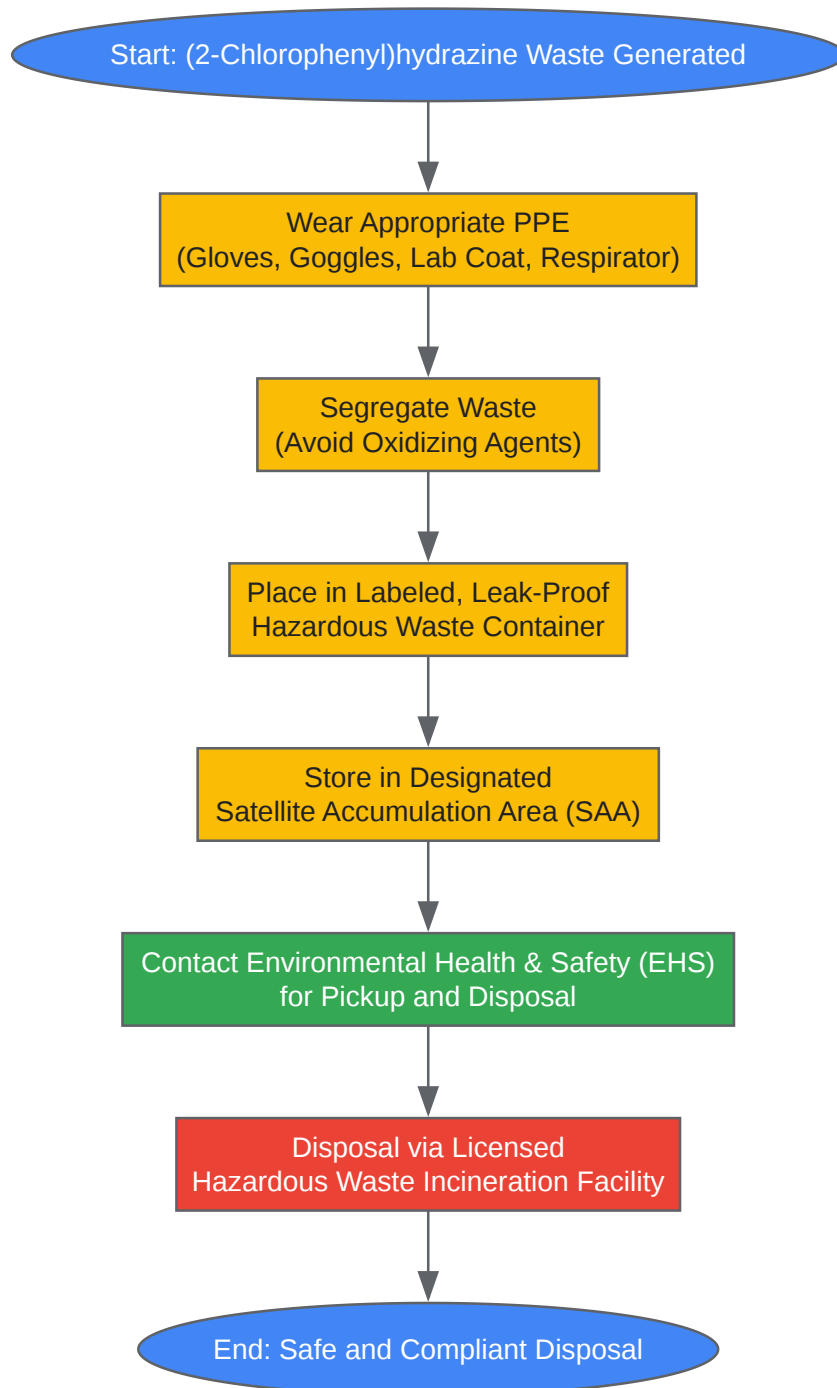 Start: (2-Chlorophenyl)hydrazine Waste Generated
Wear Appropriate PPE
(Gloves, Goggles, Lab Coat, Respirator)
Segregate Waste
(Avoid Oxidizing Agents)
Place in Labeled, Leak-Proof
Hazardous Waste Container
Store in Designated
Satellite Accumulation Area (SAA)
Contact Environmental Health & Safety (EHS)
for Pickup and Disposal
Disposal via Licensed
Hazardous Waste Incineration Facility
End: Safe and Compliant Disposal